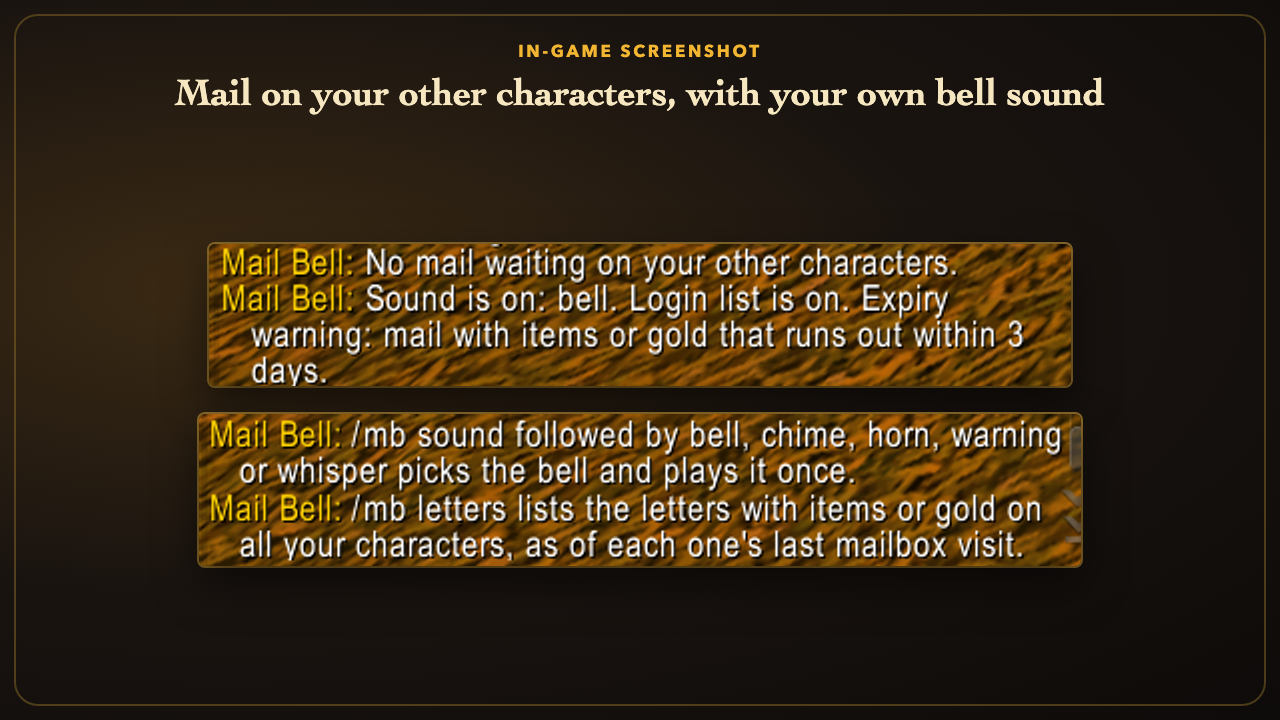 IN-GAME SCREENSHOT
Mail on your other characters, with your own bell sound
Mail Bell: No mail waiting on your other characters.
Mail Bell: Sound is on: bell. Login list is on. Expiry
warning: mail with items or gold that runs out within 3
days.
Mail Bell: /mb sound followed by bell, chime, horn, warning
or whisper picks the bell and plays it once.
Mail Bell: /mb letters lists the letters with items or gold on
all your characters, as of each one's last mailbox visit.